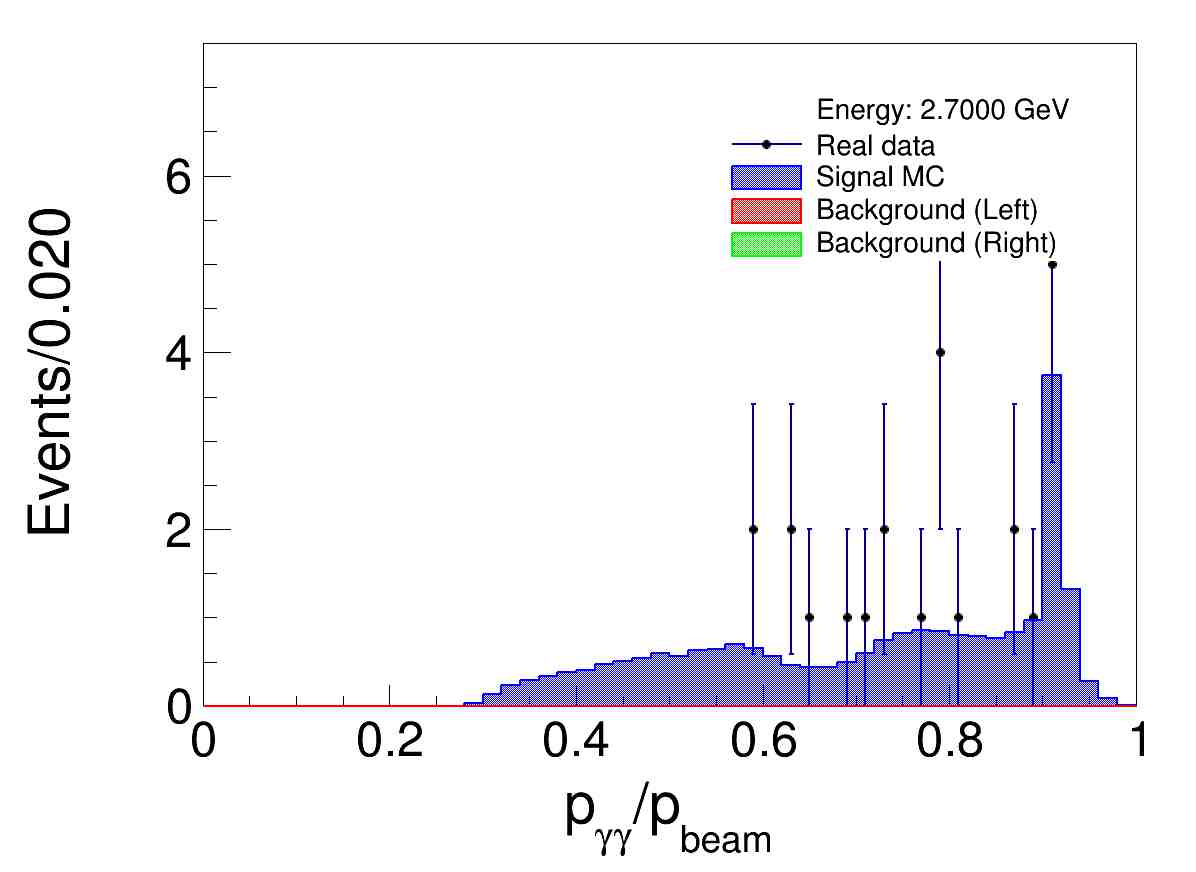 Energy: 2.7000 GeV
Real data
Signal MC
Background (Left)
Background (Right)
Events/0.020
6
4
2
0
0 0.2 0.4 0.6 0.8 1
pγγ/pbeam